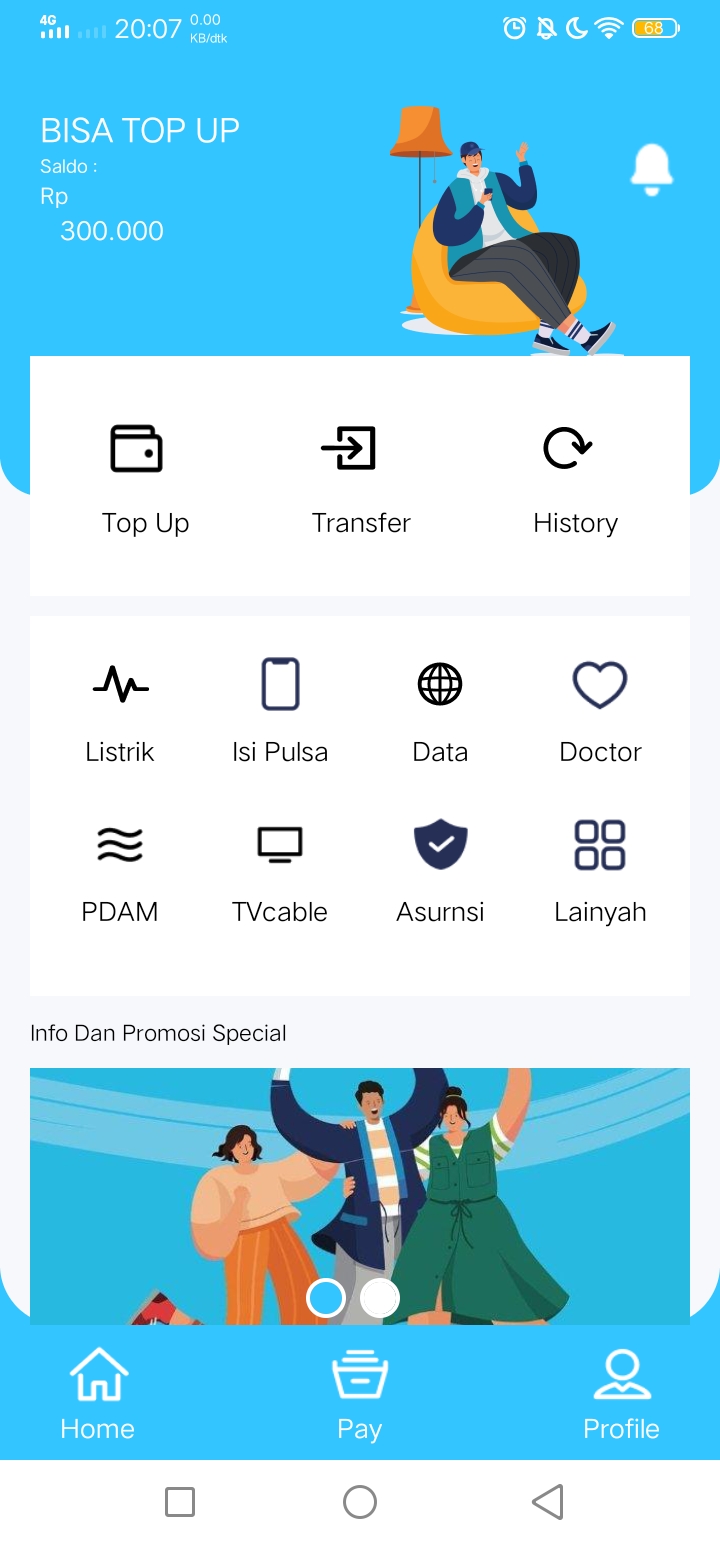 4G 20:07 0.00 KB/dtk 68
BISA TOP UP
Saldo :
Rp
300.000
Top Up Transfer History
Listrik Isi Pulsa Data Doctor
PDAM TVcable Asurnsi Lainyah
Info Dan Promosi Special
Home Pay Profile